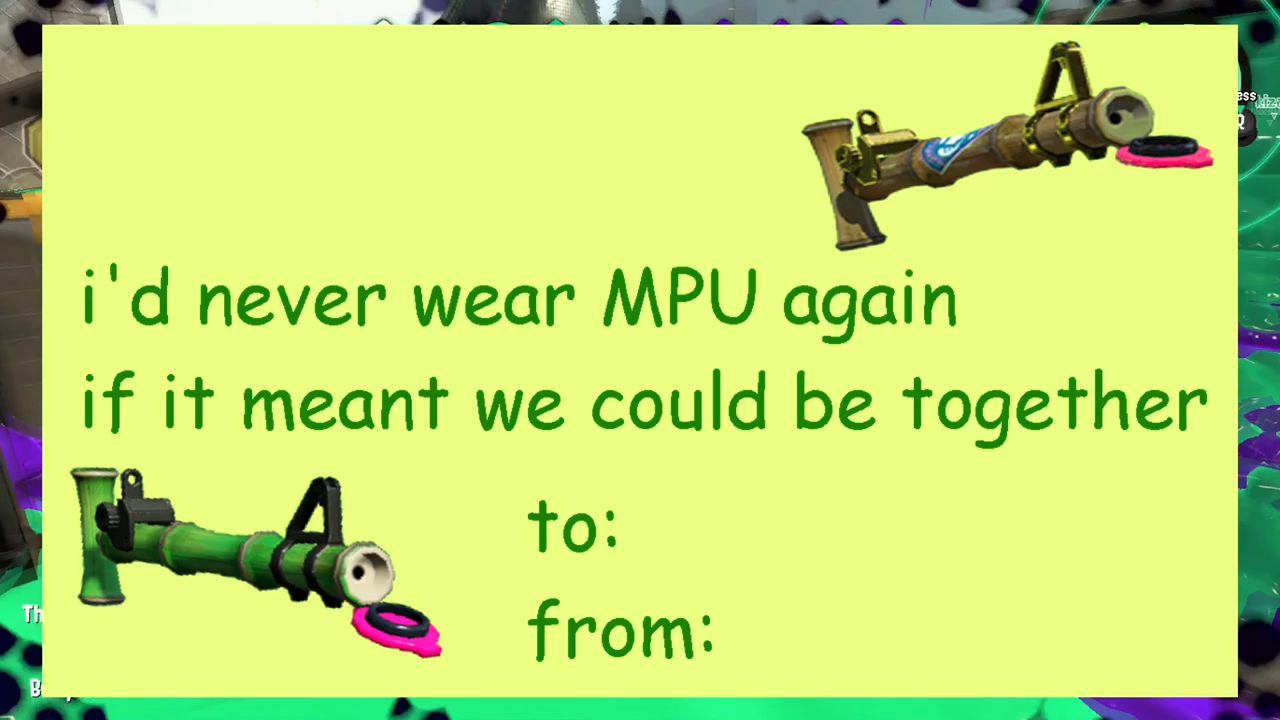 i'd never wear MPU again
if it meant we could be together
to:
from: